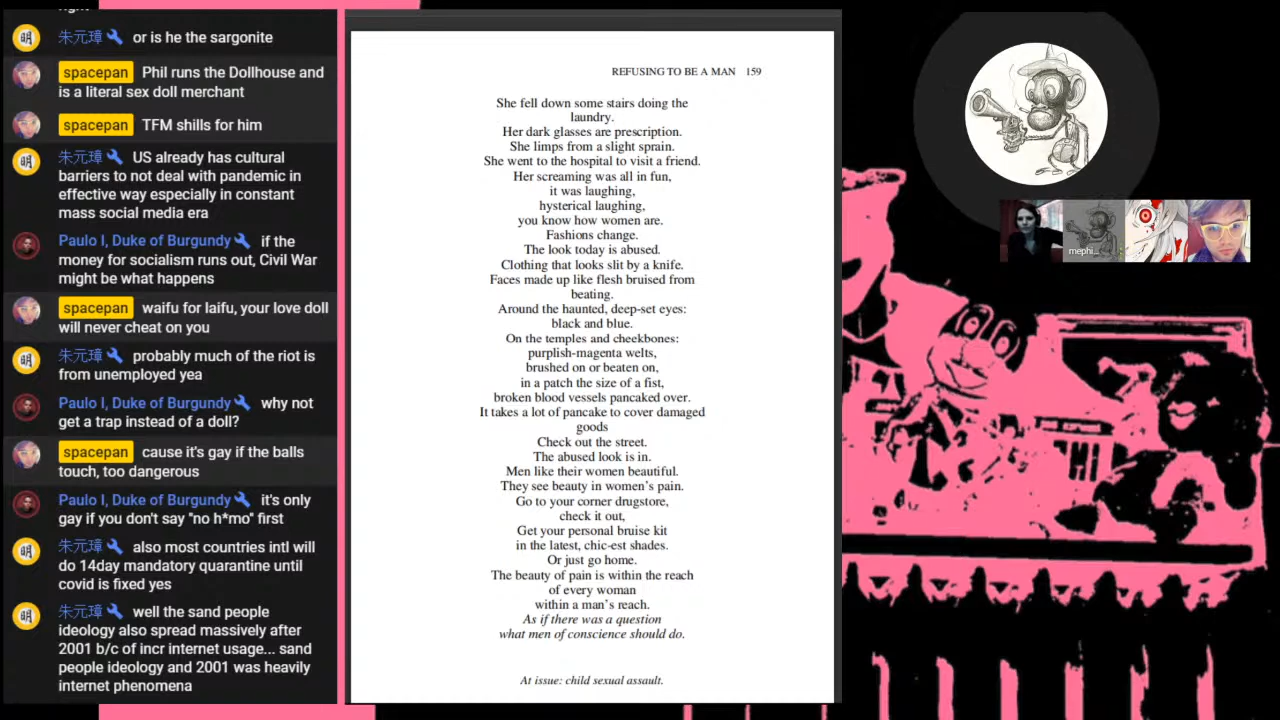 朱元璋 or is he the sargonite
spacepan Phil runs the Dollhouse and
is a literal sex doll merchant
spacepan TFM shills for him
朱元璋 US already has cultural
barriers to not deal with pandemic in
effective way especially in constant
mass social media era
Paulo I, Duke of Burgundy if the
money for socialism runs out, Civil War
might be what happens
spacepan waifu for laifu, your love doll
will never cheat on you
朱元璋 probably much of the riot is
from unemployed yea
Paulo I, Duke of Burgundy why not
get a trap instead of a doll?
spacepan cause it's gay if the balls
touch, too dangerous
Paulo I, Duke of Burgundy it's only
gay if you don't say "no h*mo" first
朱元璋 also most countries intl will
do 14day mandatory quarantine until
covid is fixed yes
朱元璋 well the sand people
ideology also spread massively after
2001 b/c of incr internet usage... sand
people ideology and 2001 was heavily
internet phenomena
REFUSING TO BE A MAN 159
She fell down some stairs doing the
laundry.
Her dark glasses are prescription.
She limps from a slight sprain.
She went to the hospital to visit a friend.
Her screaming was all in fun,
it was laughing,
hysterical laughing,
you know how women are.
Fashions change.
The look today is abused.
Clothing that looks slit by a knife.
Faces made up like flesh bruised from
beating.
Around the haunted, deep-set eyes:
black and blue.
On the temples and cheekbones:
purplish-magenta welts,
brushed on or beaten on,
in a patch the size of a fist,
broken blood vessels pancaked over.
It takes a lot of pancake to cover damaged
goods
Check out the street.
The abused look is in.
Men like their women beautiful.
They see beauty in women's pain.
Go to your corner drugstore,
check it out,
Get your personal bruise kit
in the latest, chic-est shades.
Or just go home.
The beauty of pain is within the reach
of every woman
within a man's reach.
As if there was a question
what men of conscience should do.
At issue: child sexual assault.
mephi...